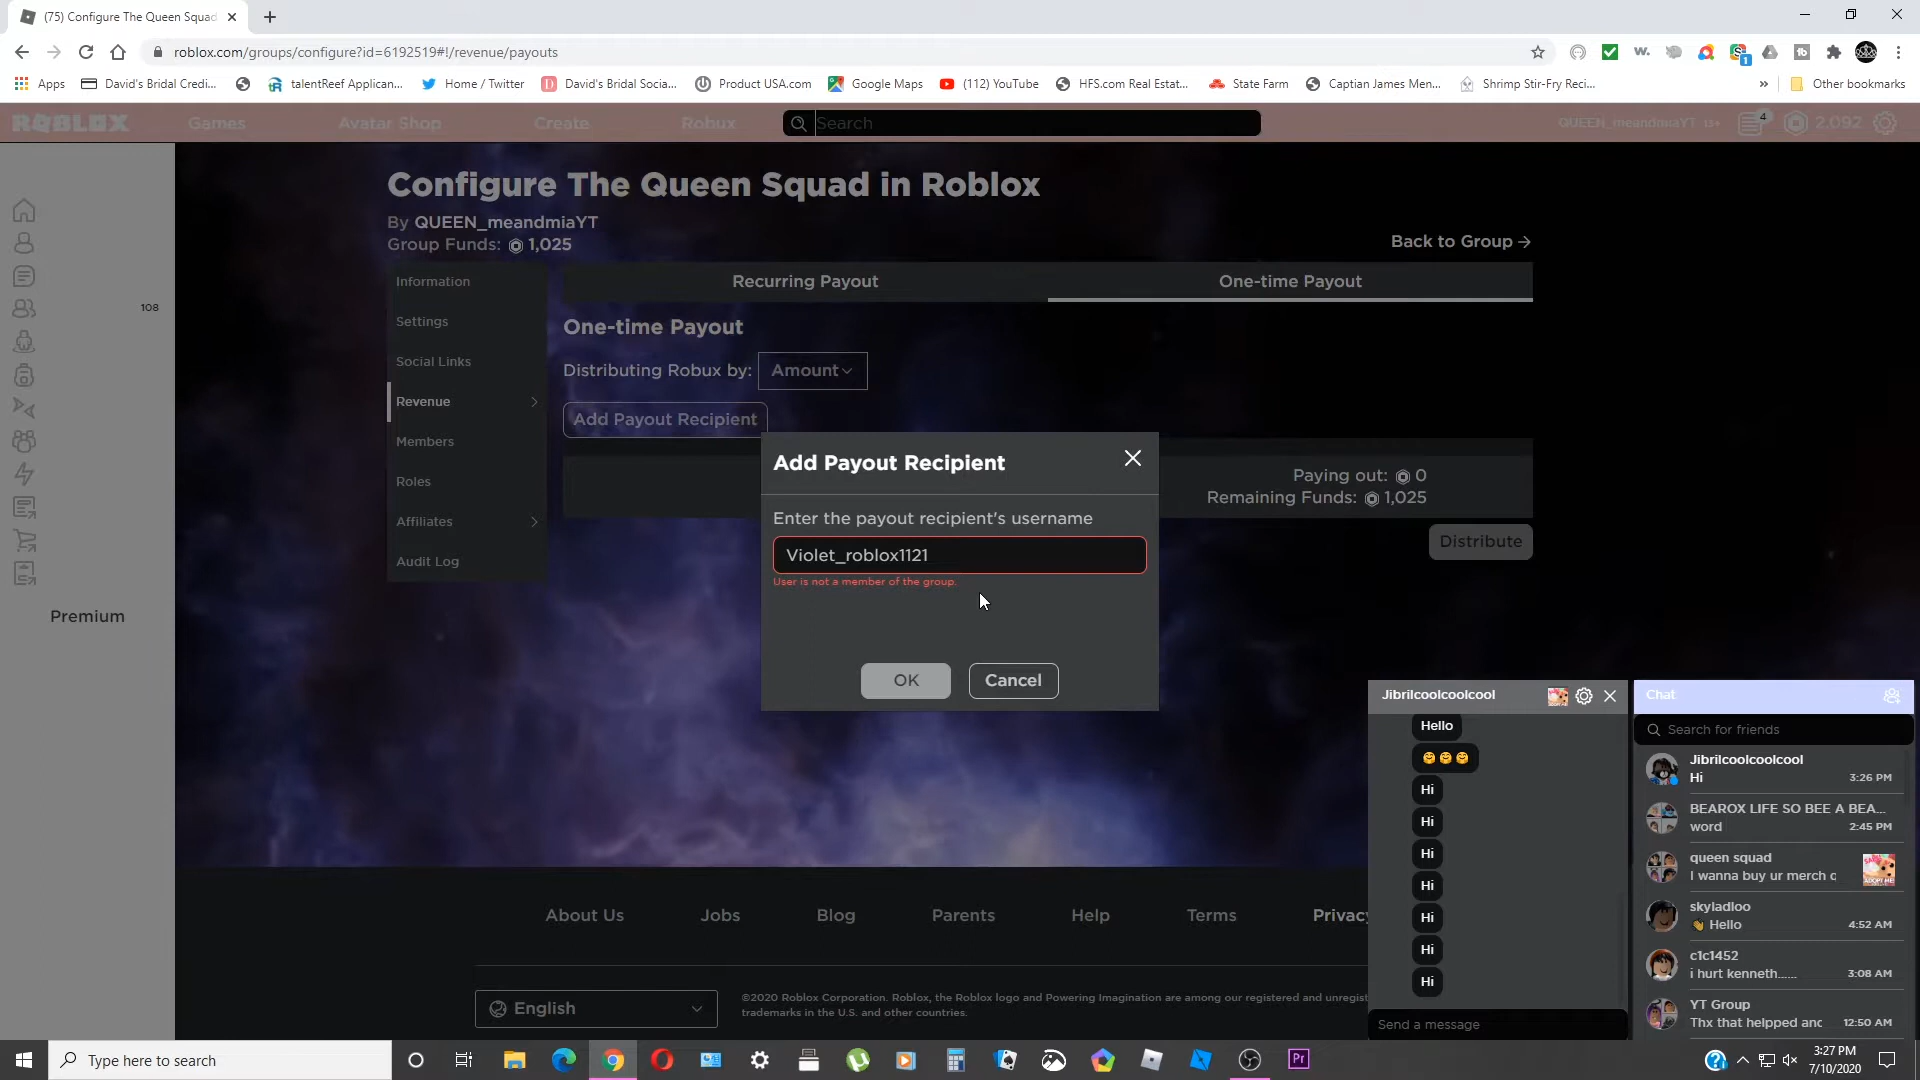 (75) Configure The Queen Squad
roblox.com/groups/configure?id=6192519#!/revenue/payouts
Apps
David's Bridal Credi...
talentReef Applican...
Home / Twitter
David's Bridal Socia...
Product USA.com
Google Maps
(112) YouTube
HFS.com Real Estat...
State Farm
Captian James Men...
Shrimp Stir-Fry Reci...
»
Other bookmarks
ROBLOX
Games
Avatar Shop
Create
Robux
Search
QUEEN_meandmiaYT 13+
4
2,092
108
Premium
Configure The Queen Squad in Roblox
By QUEEN_meandmiaYT
Group Funds: 1,025
Back to Group
Information
Settings
Social Links
Revenue
Members
Roles
Affiliates
Audit Log
Recurring Payout
One-time Payout
One-time Payout
Distributing Robux by: Amount
Add Payout Recipient
Paying out: 0
Remaining Funds: 1,025
Distribute
Add Payout Recipient
Enter the payout recipient's username
Violet_roblox1121
User is not a member of the group.
OK
Cancel
Jibrilcoolcoolcool
Hello
🤗🤗🤗
Hi
Hi
Hi
Hi
Hi
Hi
Hi
Send a message
Chat
Search for friends
Jibrilcoolcoolcool
Hi 3:26 PM
BEAROX LIFE SO BEE A BEA...
word 2:45 PM
queen squad
I wanna buy ur merch
skyladloo
👋 Hello 4:52 AM
c1c1452
i hurt kenneth...... 3:08 AM
YT Group
Thx that helpped anc 12:50 AM
About Us
Jobs
Blog
Parents
Help
Terms
Privacy
English
©2020 Roblox Corporation. Roblox, the Roblox logo and Powering Imagination are among our registered and unregist
trademarks in the U.S. and other countries.
Type here to search
Pr
3:27 PM
7/10/2020